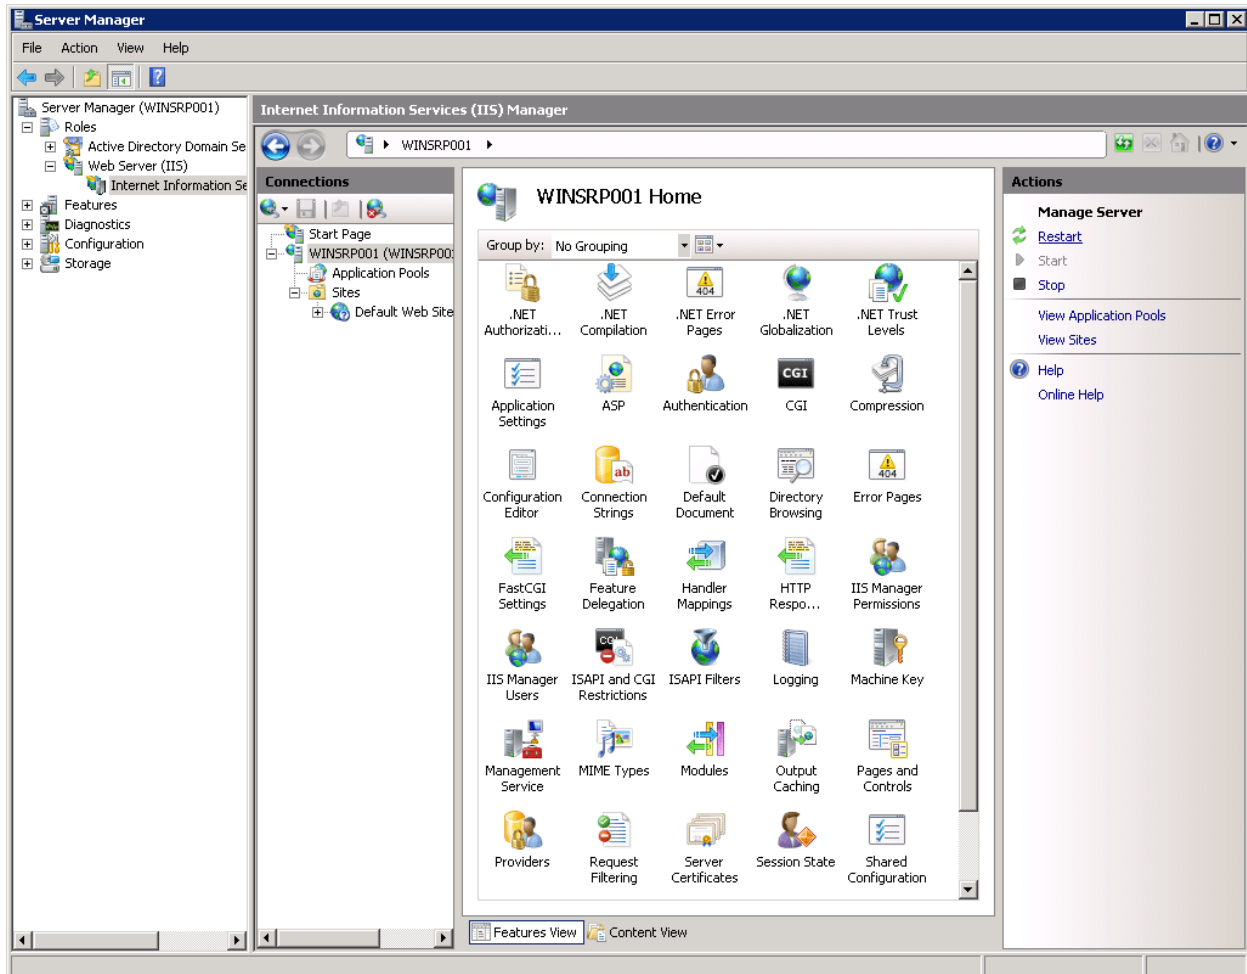 Server Manager
File Action View Help
Server Manager (WINSRP001)
Roles
Active Directory Domain Se
Web Server (IIS)
Internet Information Se
Features
Diagnostics
Configuration
Storage
Internet Information Services (IIS) Manager
WINSRP001
Connections
Start Page
WINSRP001 (WINSRP00
Application Pools
Sites
Default Web Site
WINSRP001 Home
Group by: No Grouping
.NET Authorizati...
.NET Compilation
.NET Error Pages
.NET Globalization
.NET Trust Levels
Application Settings
ASP
Authentication
CGI
CGI
Compression
Configuration Editor
ab
Connection Strings
Default Document
Directory Browsing
404
Error Pages
FastCGI Settings
Feature Delegation
Handler Mappings
HTTP Respo...
IIS Manager Permissions
IIS Manager Users
ISAPI and CGI Restrictions
ISAPI Filters
Logging
Machine Key
Management Service
MIME Types
Modules
Output Caching
Pages and Controls
Providers
Request Filtering
Server Certificates
Session State
Shared Configuration
Features View
Content View
Actions
Manage Server
Restart
Start
Stop
View Application Pools
View Sites
Help
Online Help